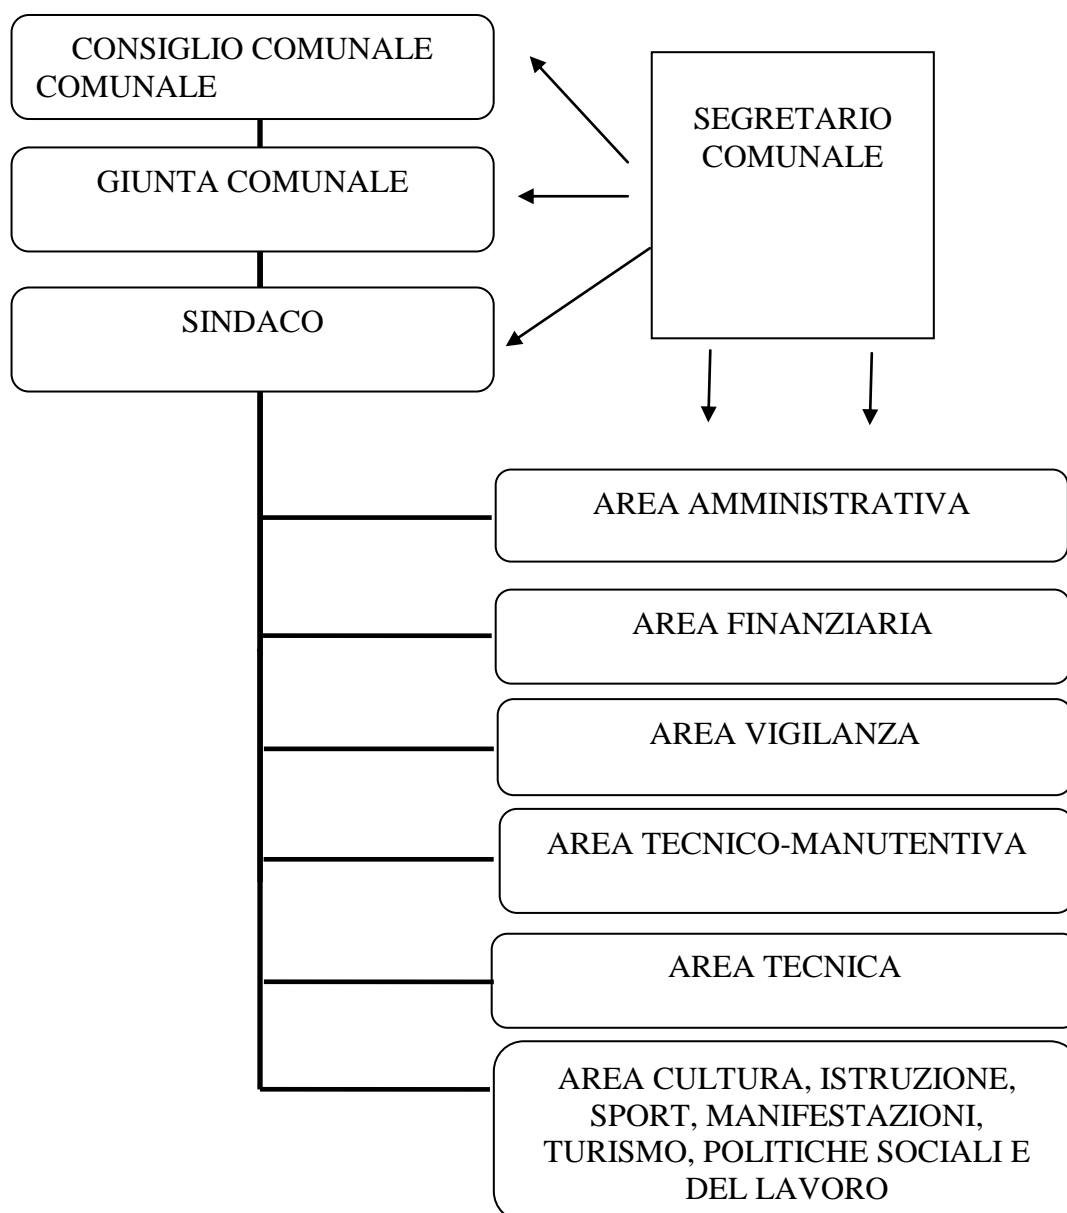 CONSIGLIO COMUNALE
COMUNALE
SEGRETARIO
COMUNALE
GIUNTA COMUNALE
SINDACO
AREA AMMINISTRATIVA
AREA FINANZIARIA
AREA VIGILANZA
AREA TECNICO-MANUTENTIVA
AREA TECNICA
AREA CULTURA, ISTRUZIONE,
SPORT, MANIFESTAZIONI,
TURISMO, POLITICHE SOCIALI E
DEL LAVORO